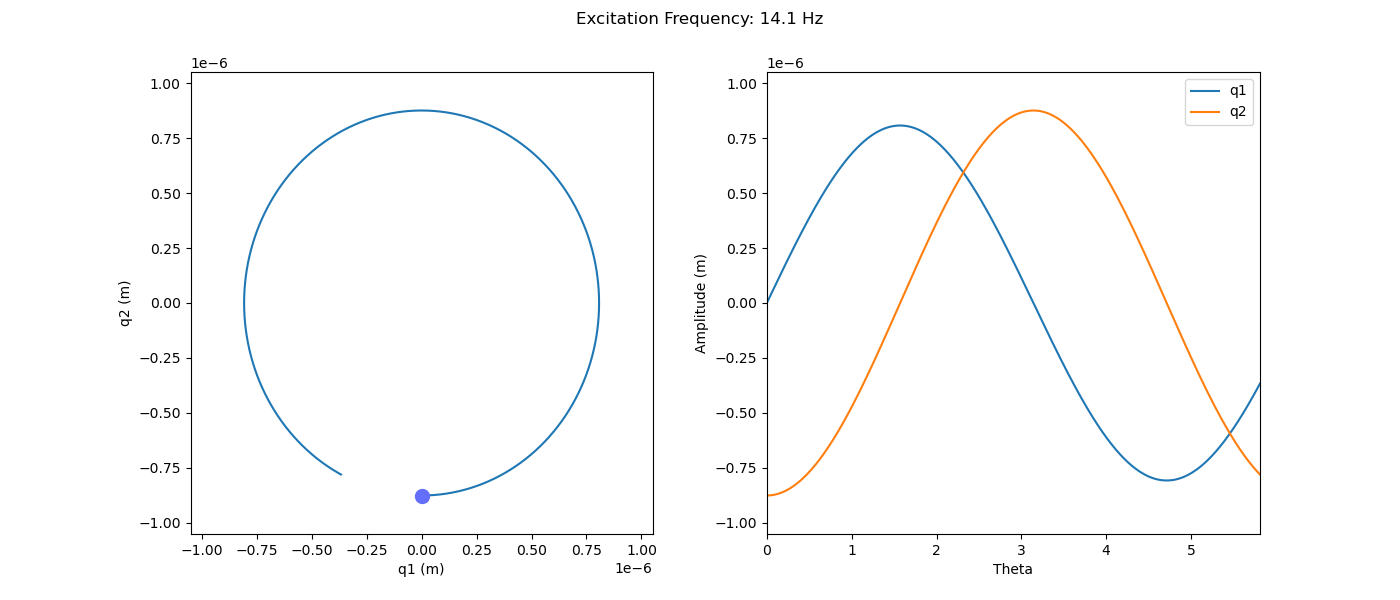 Excitation Frequency: 14.1 Hz
1e−6
1.00
0.75
0.50
0.25
0.00
−0.25
−0.50
−0.75
−1.00
q2 (m)
−1.00 −0.75 −0.50 −0.25 0.00 0.25 0.50 0.75 1.00
q1 (m)
1e−6
1e−6
1.00
0.75
0.50
0.25
0.00
−0.25
−0.50
−0.75
−1.00
Amplitude (m)
0 1 2 3 4 5
Theta
q1
q2